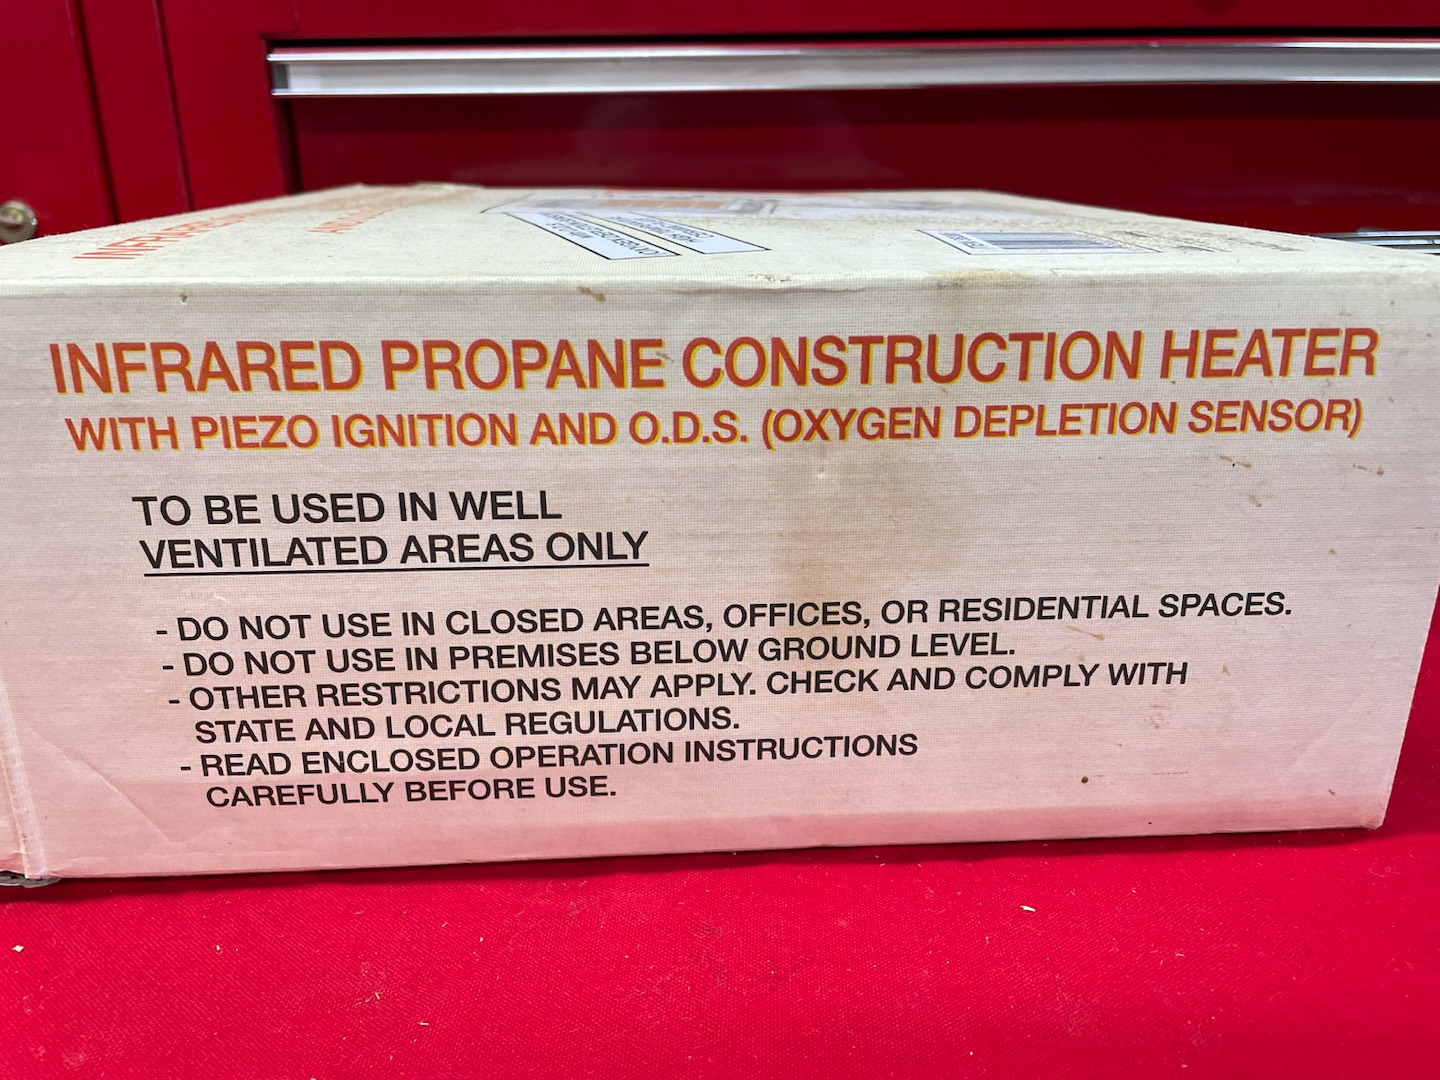 INFRARED PROPANE CONSTRUCTION HEATER
WITH PIEZO IGNITION AND O.D.S. (OXYGEN DEPLETION SENSOR)
TO BE USED IN WELL
VENTILATED AREAS ONLY
- DO NOT USE IN CLOSED AREAS, OFFICES, OR RESIDENTIAL SPACES.
- DO NOT USE IN PREMISES BELOW GROUND LEVEL.
- OTHER RESTRICTIONS MAY APPLY. CHECK AND COMPLY WITH
STATE AND LOCAL REGULATIONS.
- READ ENCLOSED OPERATION INSTRUCTIONS
CAREFULLY BEFORE USE.